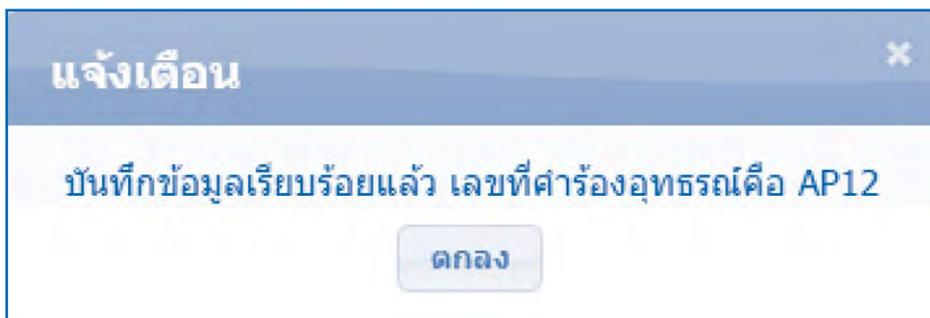 แจ้งเตือน
บันทึกข้อมูลเรียบร้อยแล้ว เลขที่คำร้องอุทธรณ์คือ AP12
ตกลง